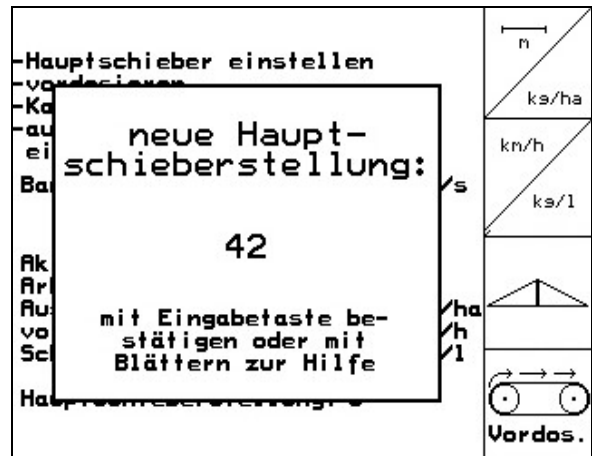 -Hauptschieber einstellen
neue Haupt-
schieberstellung:
42
mit Eingabetaste be-
stätigen oder mit
Blättern zur Hilfe
/s
/ha
/h
/l
m
kg/ha
km/h
kg/l
Vordos.